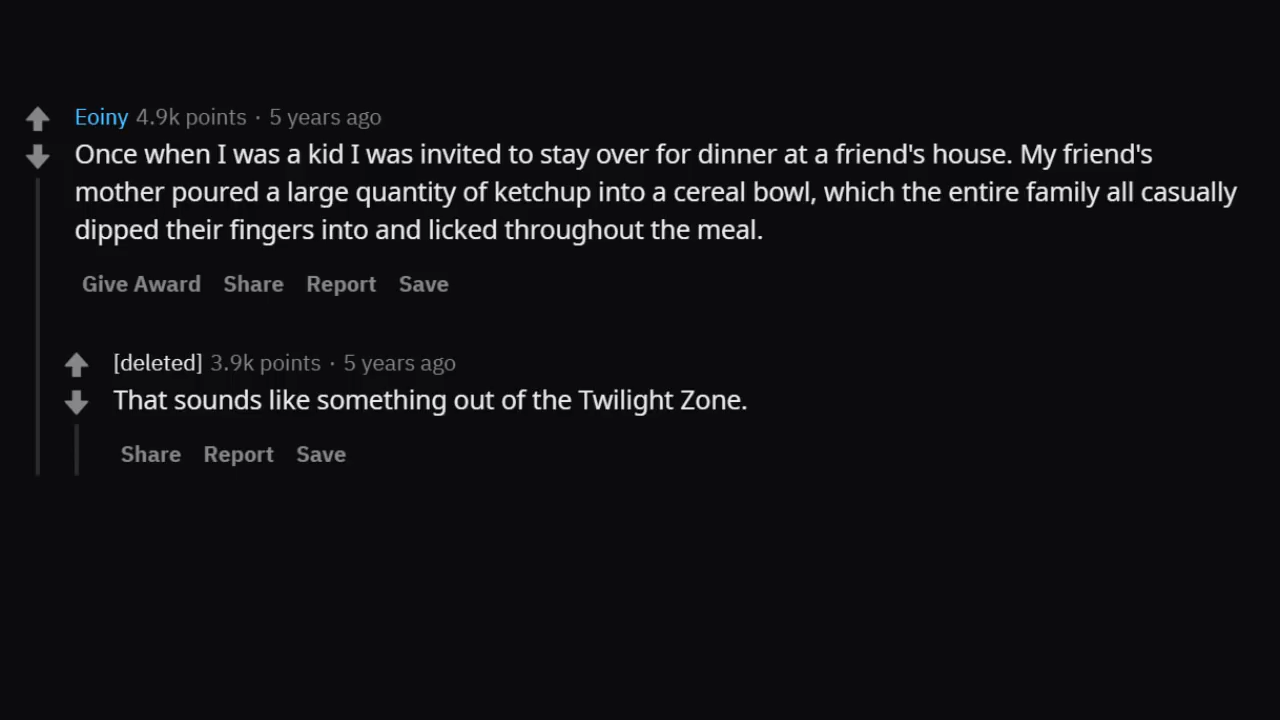 Eoiny 4.9k points · 5 years ago
Once when I was a kid I was invited to stay over for dinner at a friend's house. My friend's
mother poured a large quantity of ketchup into a cereal bowl, which the entire family all casually
dipped their fingers into and licked throughout the meal.
Give Award Share Report Save
[deleted] 3.9k points · 5 years ago
That sounds like something out of the Twilight Zone.
Share Report Save